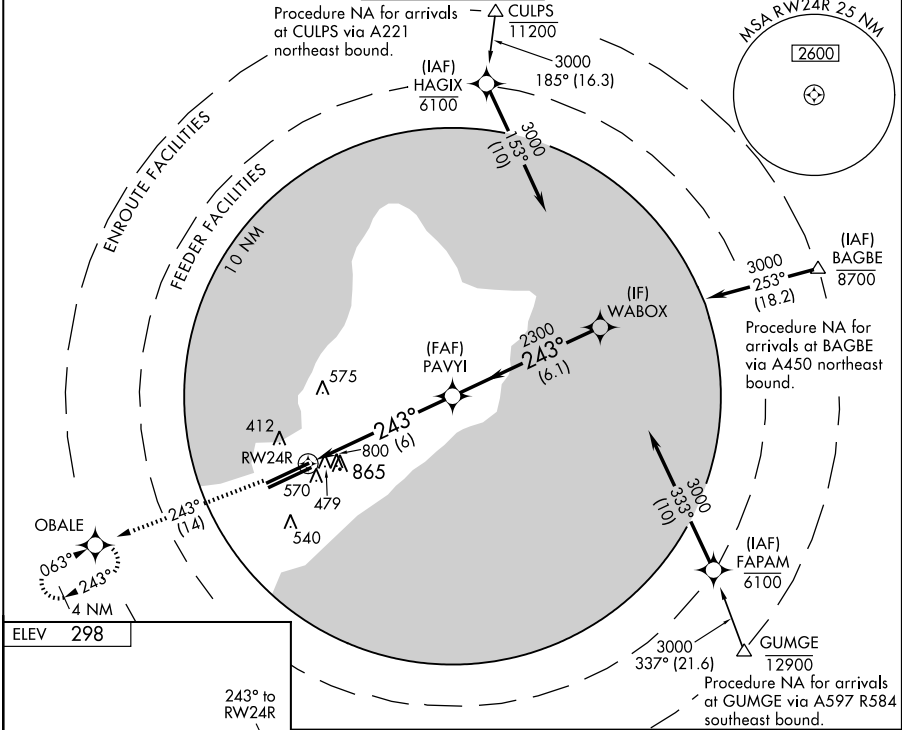 Procedure NA for arrivals
at CULPS via A221
northeast bound.
CULPS
11200
3000
185° (16.3)
MSA RW24R 25 NM
2600
(IAF)
HAGIX
6100
3000
153°
(10)
ENROUTE FACILITIES
FEEDER FACILITIES
10 NM
(IAF)
BAGBE
8700
3000
253°
(18.2)
Procedure NA for
arrivals at BAGBE
via A450 northeast
bound.
(IF)
WABOX
2300
243°
(6.1)
(FAF)
PAVYI
575
412
243°
(6)
800
865
RW24R
570
479
540
243°
(14)
OBALE
063°
243°
4 NM
3000
333°
(10)
(IAF)
FAPAM
6100
3000
337° (21.6)
GUMGE
12900
Procedure NA for arrivals
at GUMGE via A597 R584
southeast bound.
ELEV 298
243° to
RW24R